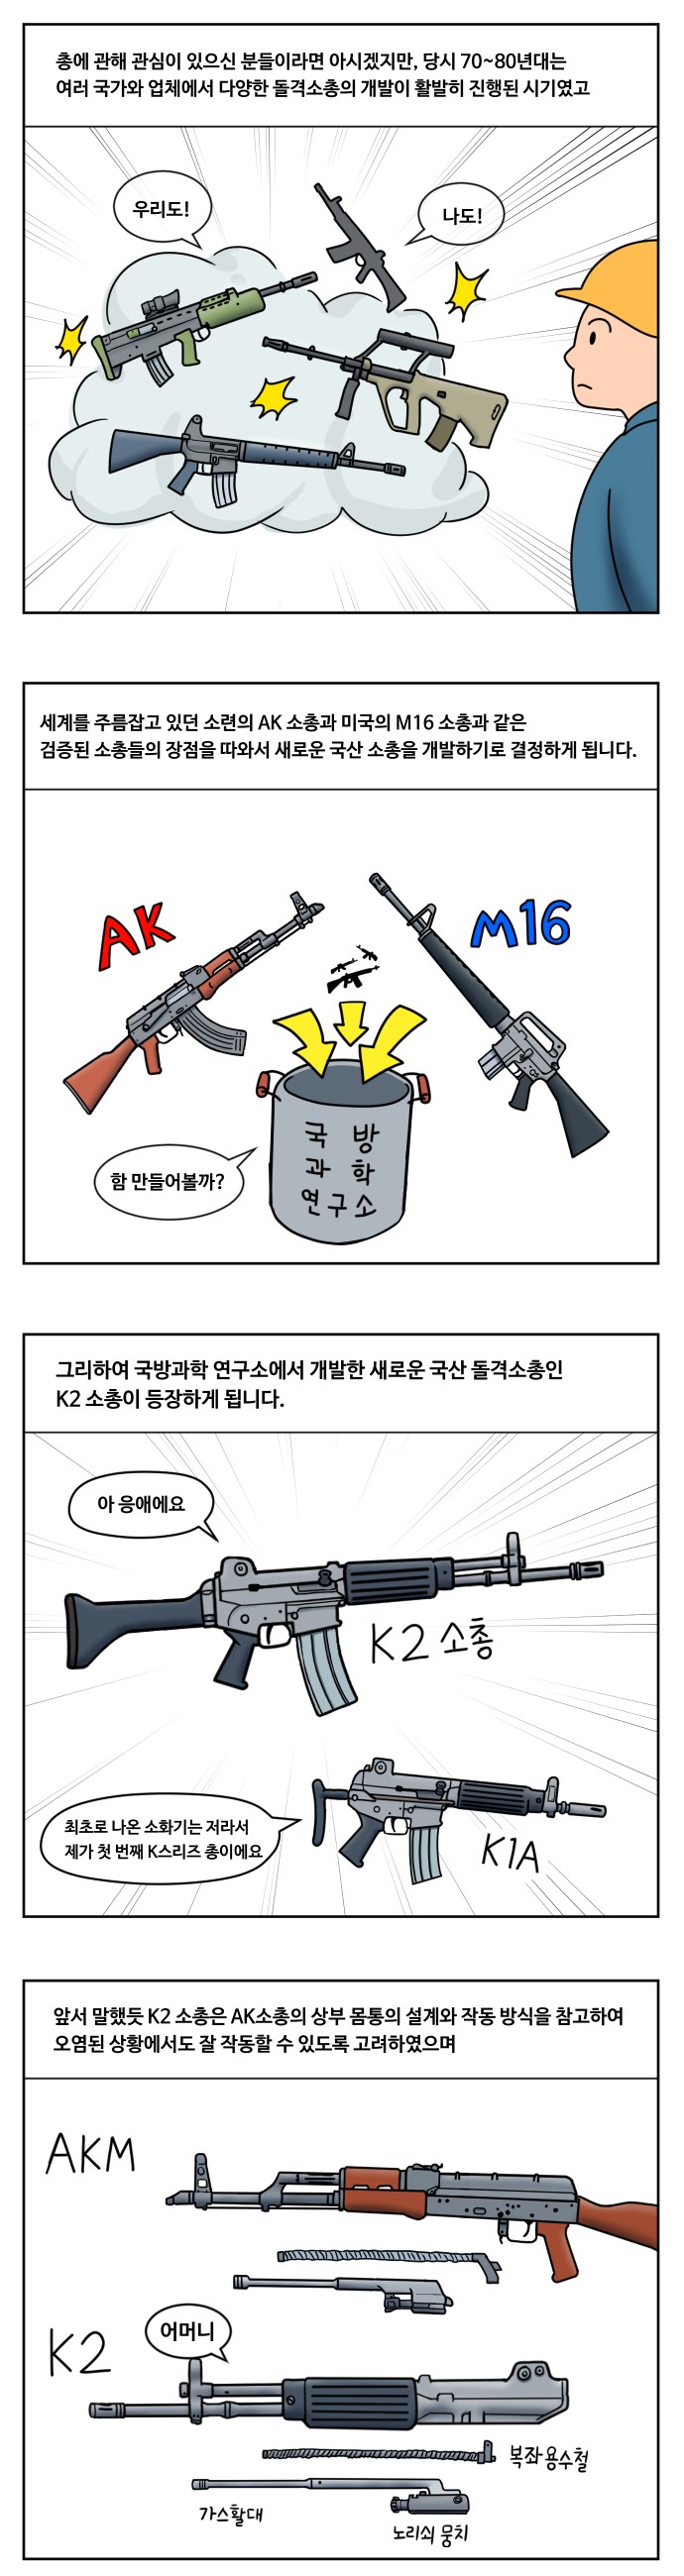 총에 관해 관심이 있으신 분들이라면 아시겠지만, 당시 70~80년대는
여러 국가와 업체에서 다양한 돌격소총의 개발이 활발히 진행된 시기였고
우리도!
나도!
세계를 주름잡고 있던 소련의 AK 소총과 미국의 M16 소총과 같은
검증된 소총들의 장점을 따와서 새로운 국산 소총을 개발하기로 결정하게 됩니다.
AK
M16
국 방
과 학
연구소
함 만들어볼까?
그리하여 국방과학 연구소에서 개발한 새로운 국산 돌격소총인
K2 소총이 등장하게 됩니다.
아 응애에요
K2 소총
최초로 나온 소화기는 저라서
제가 첫 번째 K스리즈 총이에요
K1A
앞서 말했듯 K2 소총은 AK소총의 상부 몸통의 설계와 작동 방식을 참고하여
오염된 상황에서도 잘 작동할 수 있도록 고려하였으며
AKM
어머니
K2
복좌용수철
가스활대
노리쇠 뭉치